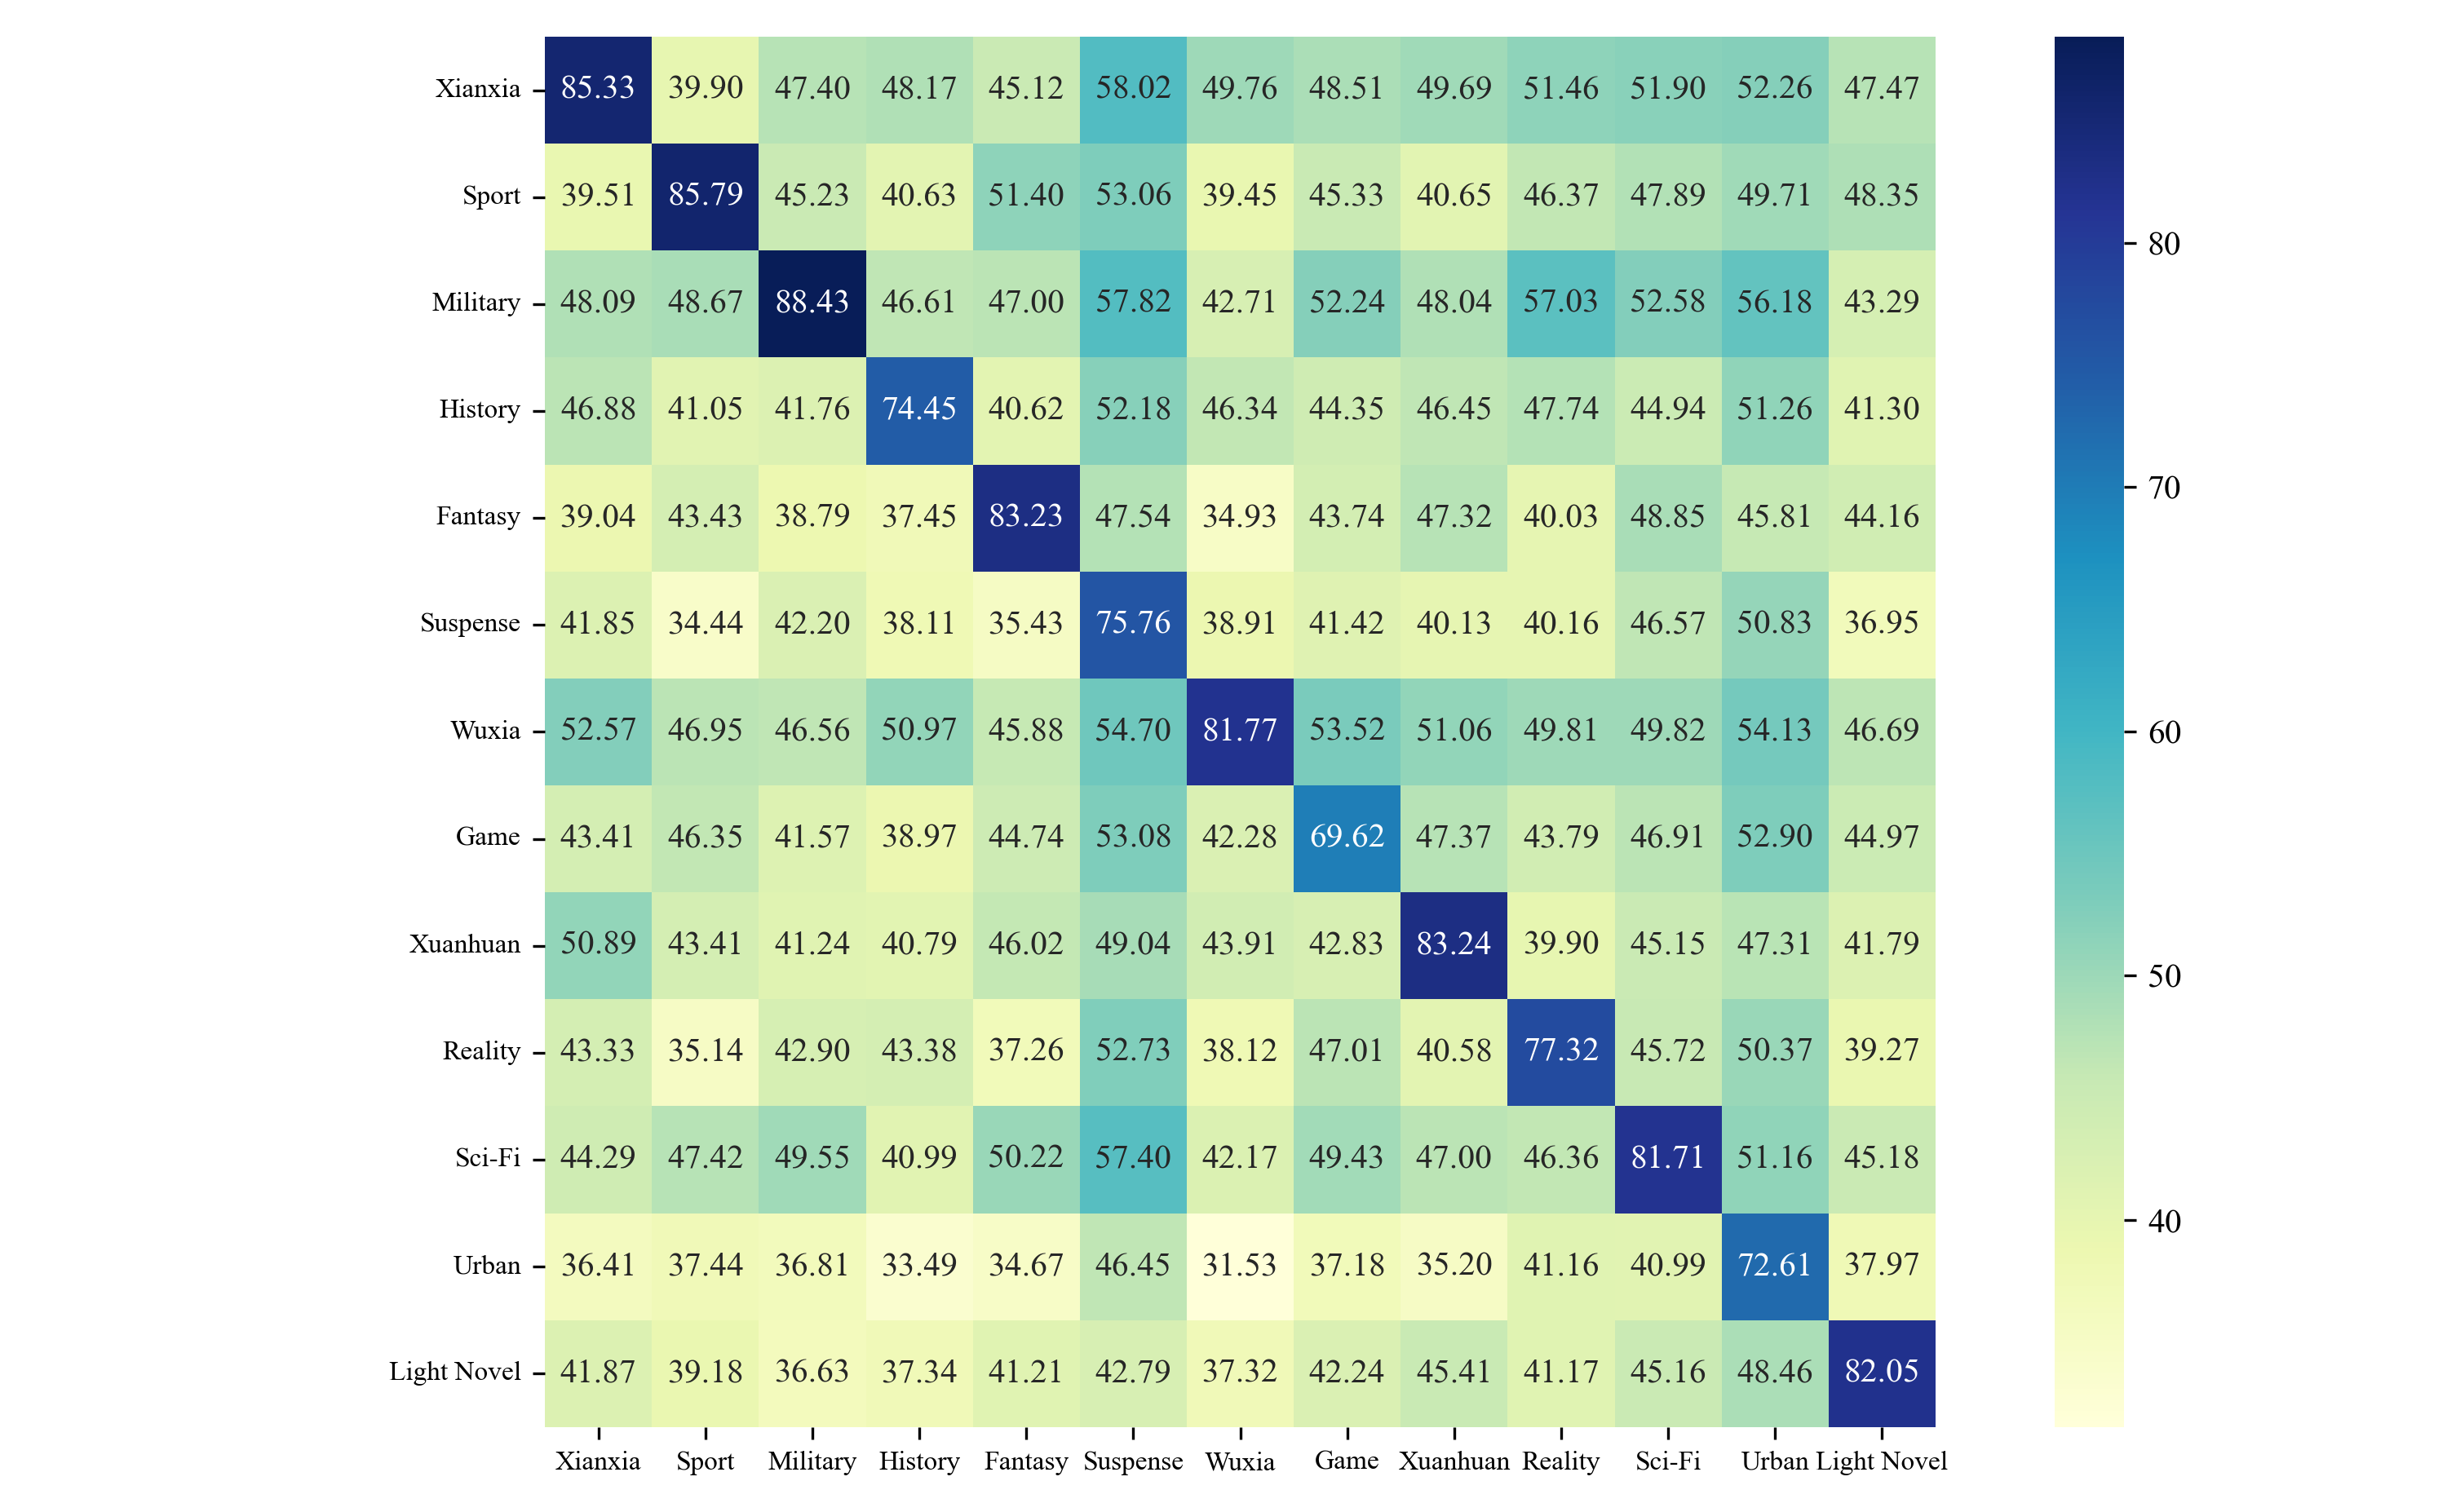 Xianxia 85.33 39.90 47.40 48.17 45.12 58.02 49.76 48.51 49.69 51.46 51.90 52.26 47.47
Sport 39.51 85.79 45.23 40.63 51.40 53.06 39.45 45.33 40.65 46.37 47.89 49.71 48.35
80
Military 48.09 48.67 88.43 46.61 47.00 57.82 42.71 52.24 48.04 57.03 52.58 56.18 43.29
History 46.88 41.05 41.76 74.45 40.62 52.18 46.34 44.35 46.45 47.74 44.94 51.26 41.30
70
Fantasy 39.04 43.43 38.79 37.45 83.23 47.54 34.93 43.74 47.32 40.03 48.85 45.81 44.16
Suspense 41.85 34.44 42.20 38.11 35.43 75.76 38.91 41.42 40.13 40.16 46.57 50.83 36.95
Wuxia 52.57 46.95 46.56 50.97 45.88 54.70 81.77 53.52 51.06 49.81 49.82 54.13 46.69
60
Game 43.41 46.35 41.57 38.97 44.74 53.08 42.28 69.62 47.37 43.79 46.91 52.90 44.97
Xuanhuan 50.89 43.41 41.24 40.79 46.02 49.04 43.91 42.83 83.24 39.90 45.15 47.31 41.79
50
Reality 43.33 35.14 42.90 43.38 37.26 52.73 38.12 47.01 40.58 77.32 45.72 50.37 39.27
Sci-Fi 44.29 47.42 49.55 40.99 50.22 57.40 42.17 49.43 47.00 46.36 81.71 51.16 45.18
40
Urban 36.41 37.44 36.81 33.49 34.67 46.45 31.53 37.18 35.20 41.16 40.99 72.61 37.97
Light Novel 41.87 39.18 36.63 37.34 41.21 42.79 37.32 42.24 45.41 41.17 45.16 48.46 82.05
Xianxia Sport Military History Fantasy Suspense Wuxia Game Xuanhuan Reality Sci-Fi Urban Light Novel